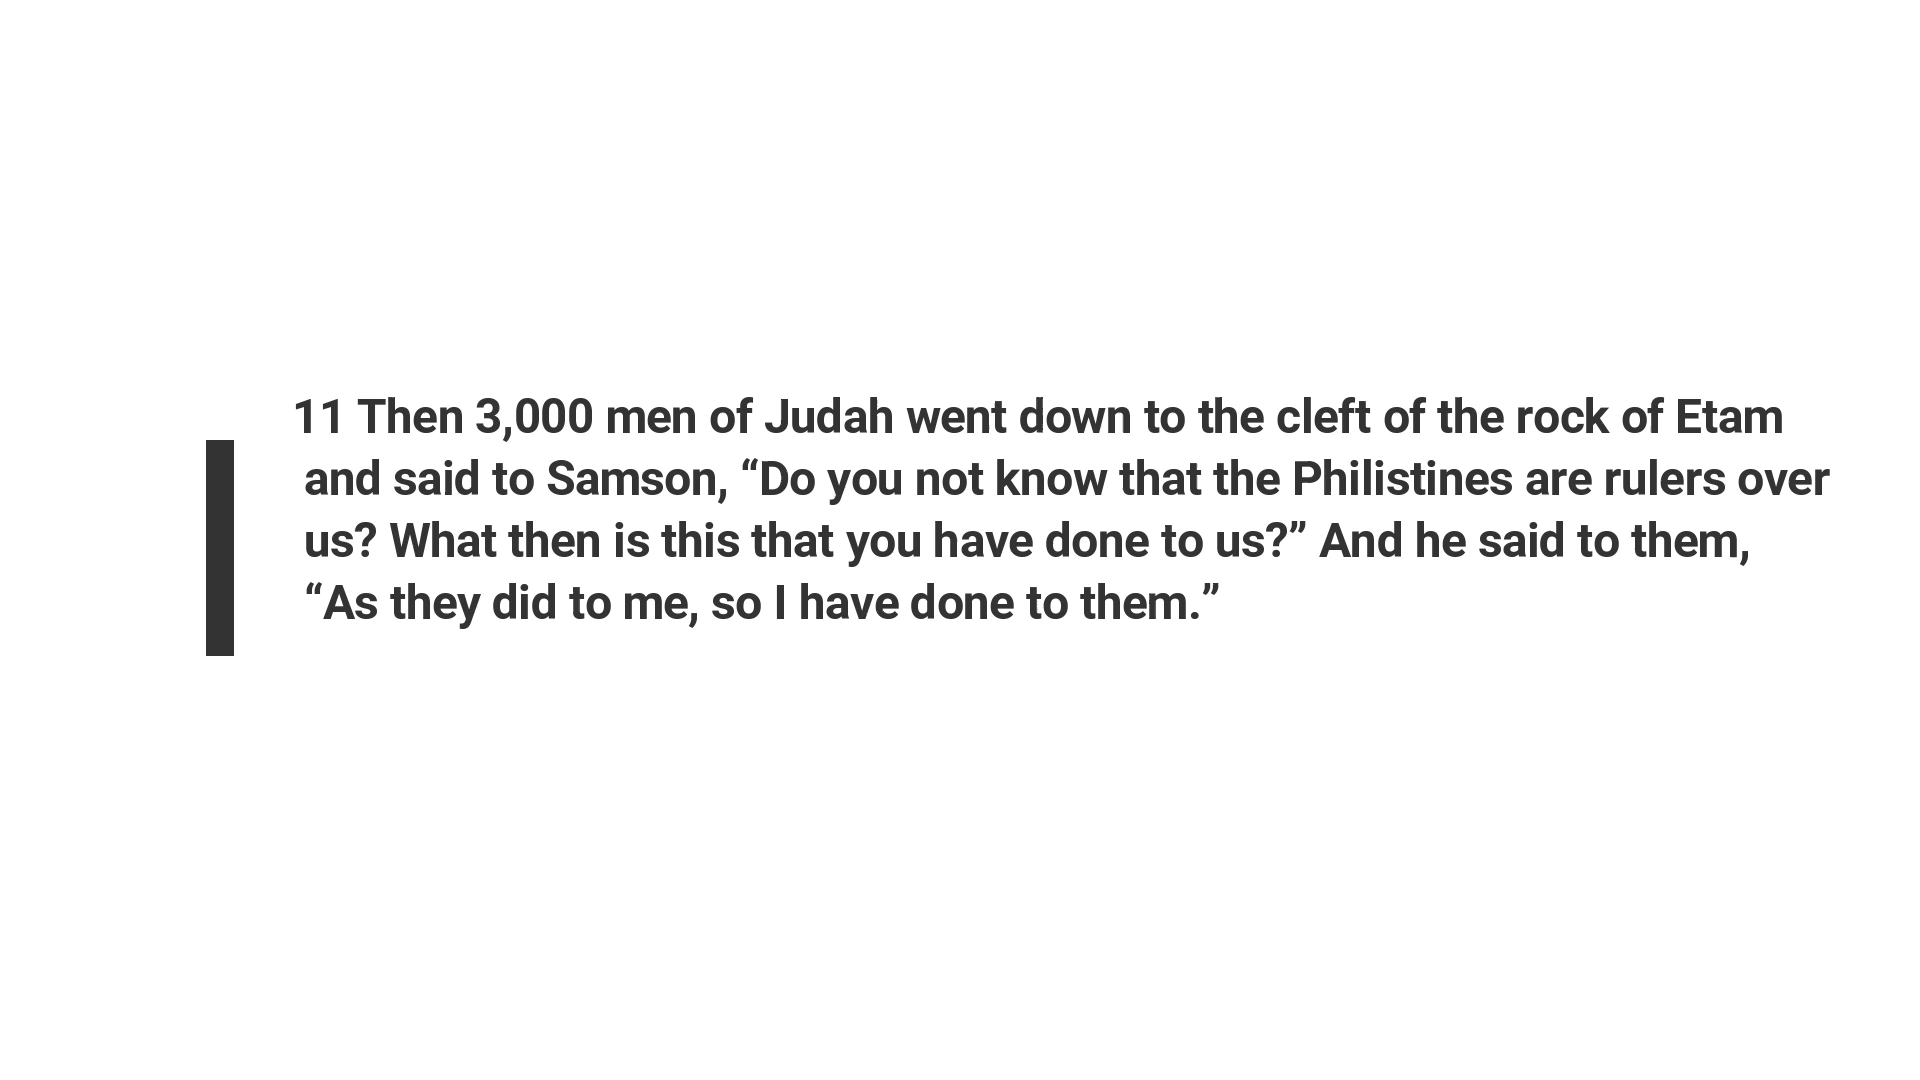 11 Then 3,000 men of Judah went down to the cleft of the rock of Etam
and said to Samson, “Do you not know that the Philistines are rulers over
us? What then is this that you have done to us?” And he said to them,
“As they did to me, so I have done to them.”